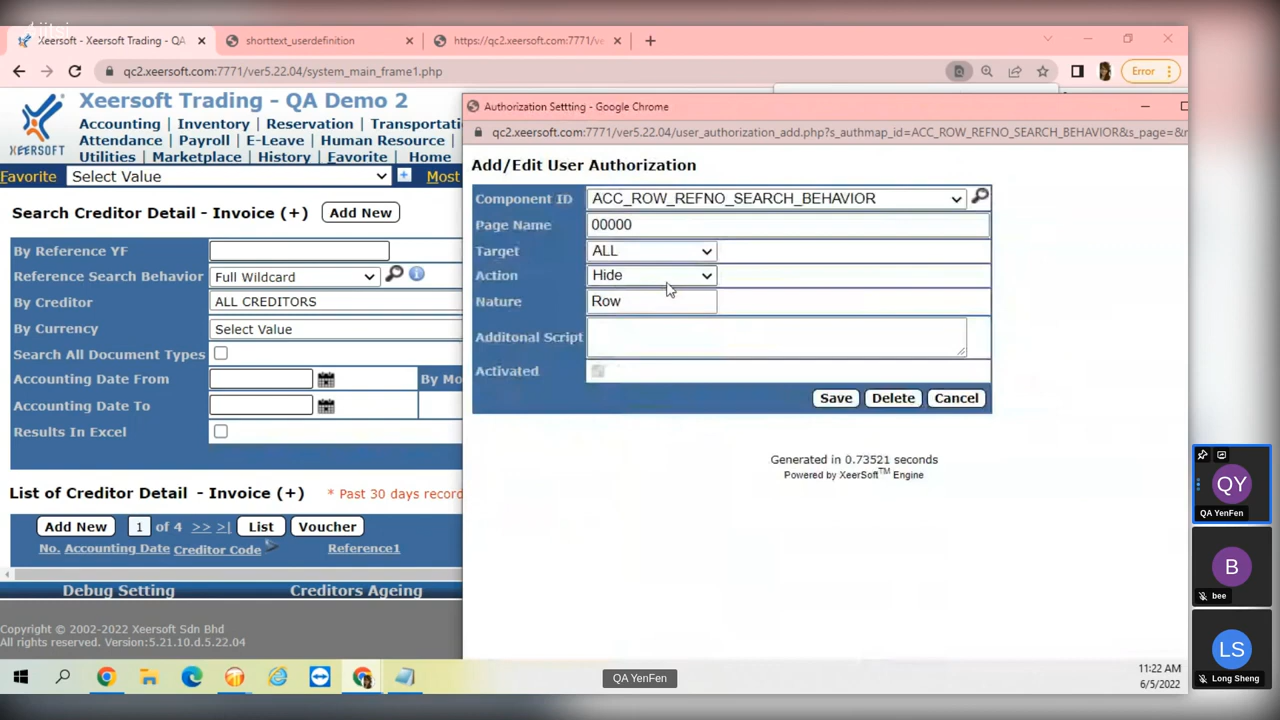 jitsi
Xeersoft - Xeersoft Trading - QA
shorttext_userdefinition
https://qc2.xeersoft.com:7771/ve
qc2.xeersoft.com:7771/ver5.22.04/system_main_frame1.php
Error
Xeersoft Trading - QA Demo 2
XEERSOFT
Accounting | Inventory | Reservation | Transportati
Attendance | Payroll | E-Leave | Human Resource |
Utilities | Marketplace | History | Favorite | Home
Favorite
Select Value
Most
Search Creditor Detail - Invoice (+)
Add New
By Reference YF
Reference Search Behavior
Full Wildcard
By Creditor
ALL CREDITORS
By Currency
Select Value
Search All Document Types
Accounting Date From
By Mo
Accounting Date To
Results In Excel
List of Creditor Detail - Invoice (+)
* Past 30 days record
Add New
1 of 4 >> >|
List
Voucher
No. Accounting Date Creditor Code
Reference1
Debug Setting
Creditors Ageing
Copyright © 2002-2022 Xeersoft Sdn Bhd
All rights reserved. Version:5.21.10.d.5.22.04
Authorization Settting - Google Chrome
qc2.xeersoft.com:7771/ver5.22.04/user_authorization_add.php?s_authmap_id=ACC_ROW_REFNO_SEARCH_BEHAVIOR&s_page=&r
Add/Edit User Authorization
Component ID
ACC_ROW_REFNO_SEARCH_BEHAVIOR
Page Name
00000
Target
ALL
Action
Hide
Nature
Row
Additonal Script
Activated
Save
Delete
Cancel
Generated in 0.73521 seconds
Powered by XeerSoft™ Engine
QY
QA YenFen
B
bee
LS
Long Sheng
11:22 AM
6/5/2022
QA YenFen